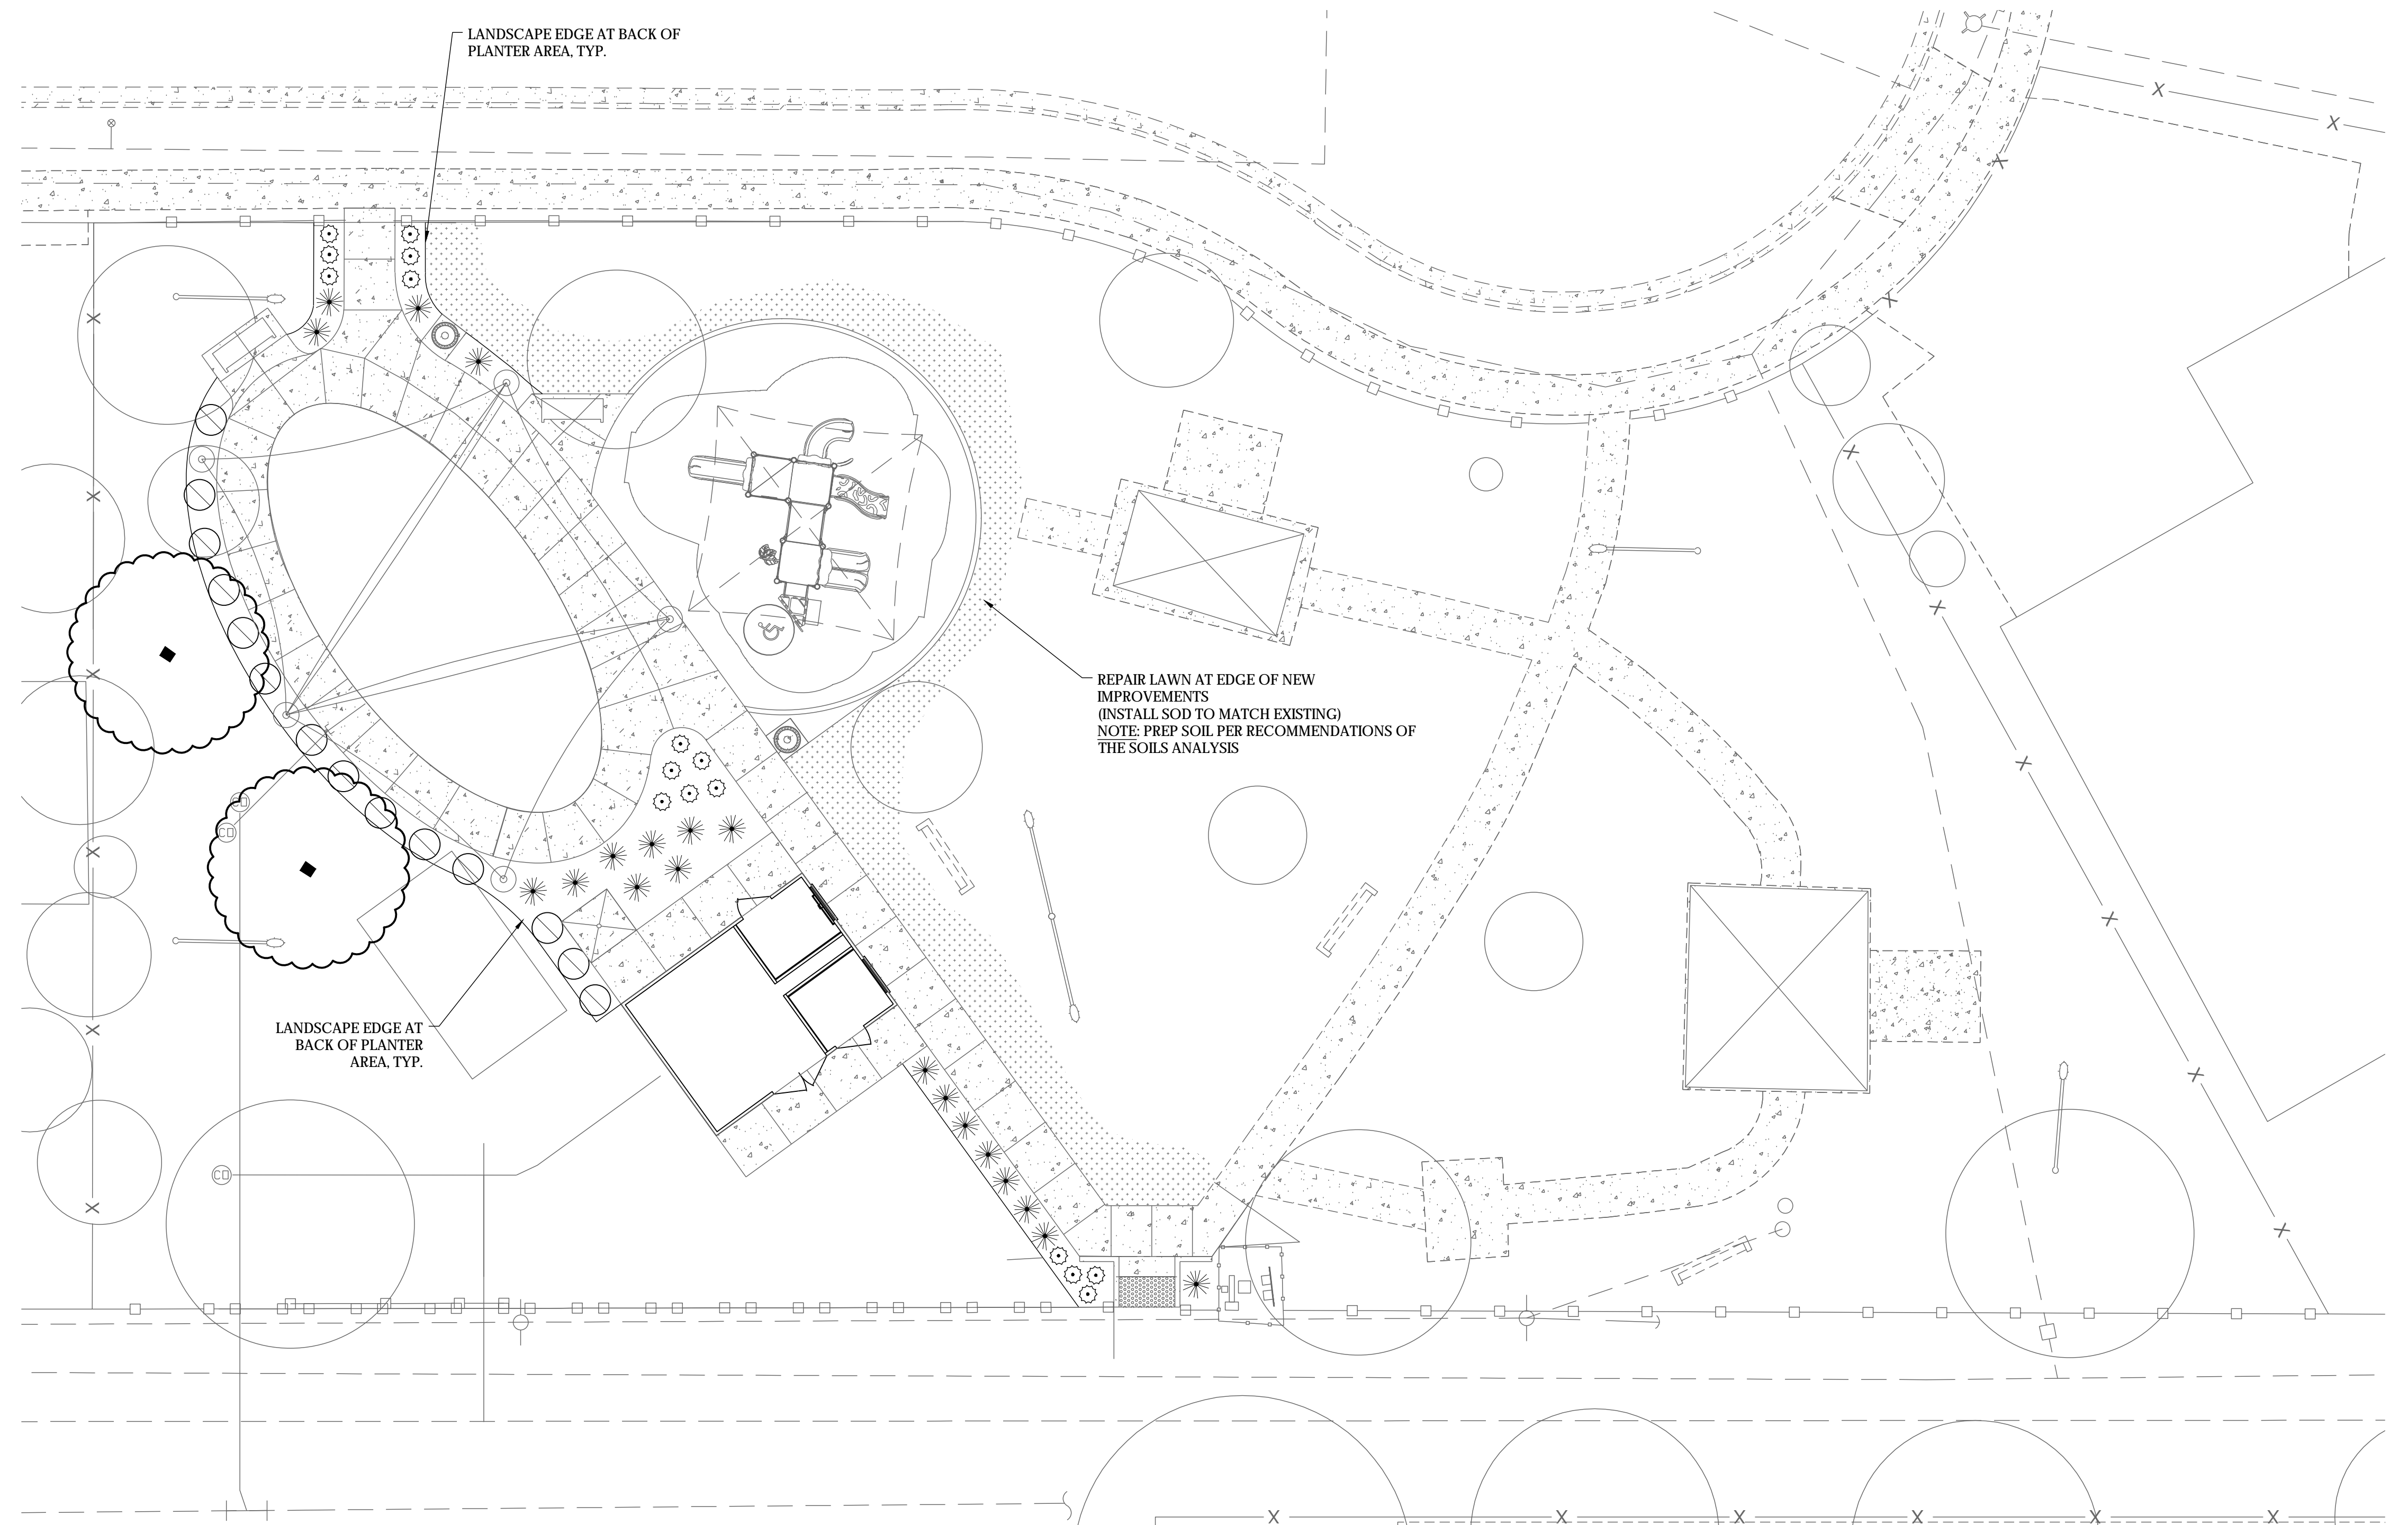 LANDSCAPE EDGE AT BACK OF
PLANTER AREA, TYP.
REPAIR LAWN AT EDGE OF NEW
IMPROVEMENTS
(INSTALL SOD TO MATCH EXISTING)
NOTE: PREP SOIL PER RECOMMENDATIONS OF
THE SOILS ANALYSIS
CO
CO
LANDSCAPE EDGE AT
BACK OF PLANTER
AREA, TYP.
CO